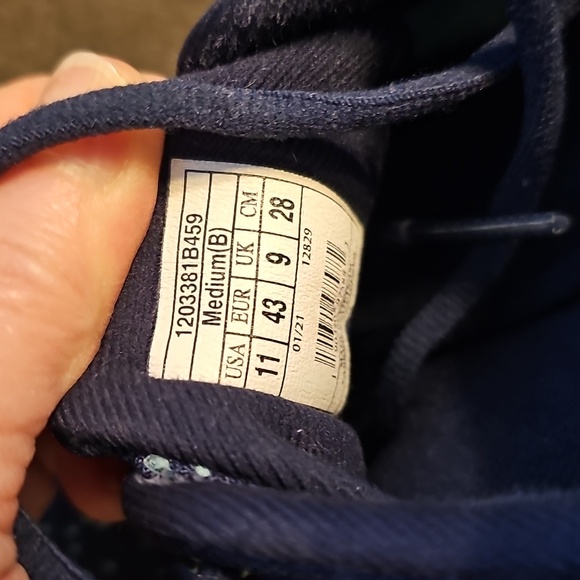 1203381B459
Medium(B)
USA EUR UK CM
11 43 9 28
01/21 12829